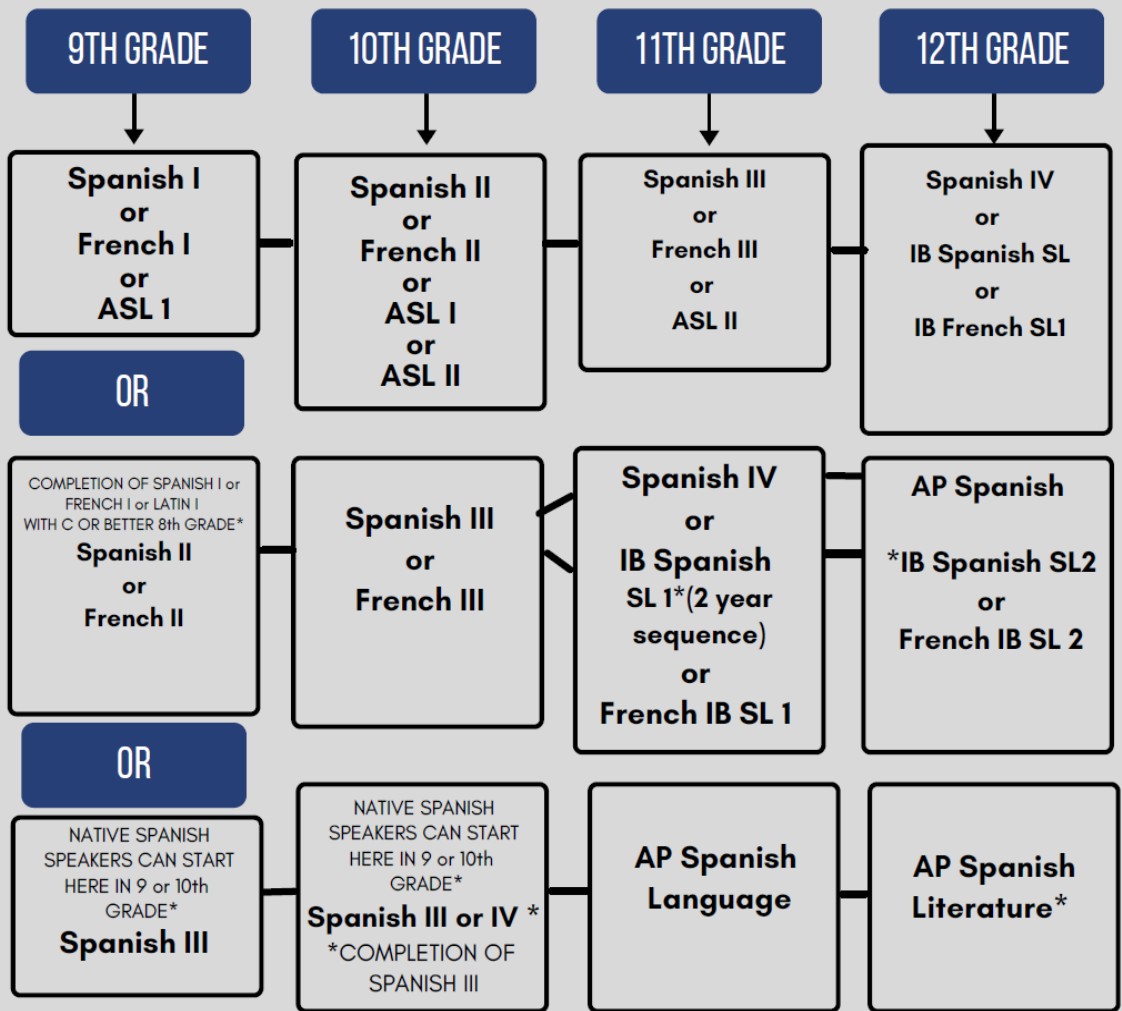 9TH GRADE
10TH GRADE
11TH GRADE
12TH GRADE
Spanish I
or
French I
or
ASL 1
Spanish II
or
French II
or
ASL I
or
ASL II
Spanish III
or
French III
or
ASL II
Spanish IV
or
IB Spanish SL
or
IB French SL1
OR
COMPLETION OF SPANISH I or
FRENCH I or LATIN I
WITH C OR BETTER 8th GRADE*
Spanish II
or
French II
Spanish III
or
French III
Spanish IV
or
IB Spanish
SL 1*(2 year
sequence)
or
French IB SL 1
AP Spanish
*IB Spanish SL2
or
French IB SL 2
OR
NATIVE SPANISH
SPEAKERS CAN START
HERE IN 9 or 10th
GRADE*
Spanish III
NATIVE SPANISH
SPEAKERS CAN START
HERE IN 9 or 10th
GRADE*
Spanish III or IV *
*COMPLETION OF
SPANISH III
AP Spanish
Language
AP Spanish
Literature*